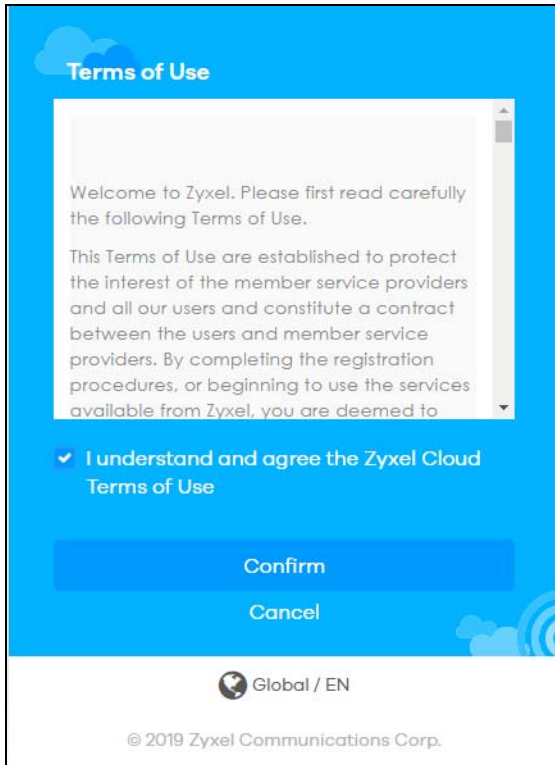 Terms of Use
Welcome to Zyxel. Please first read carefully
the following Terms of Use.
This Terms of Use are established to protect
the interest of the member service providers
and all our users and constitute a contract
between the users and member service
providers. By completing the registration
procedures, or beginning to use the services
available from Zyxel, you are deemed to
I understand and agree the Zyxel Cloud
Terms of Use
Confirm
Cancel
Global / EN
© 2019 Zyxel Communications Corp.